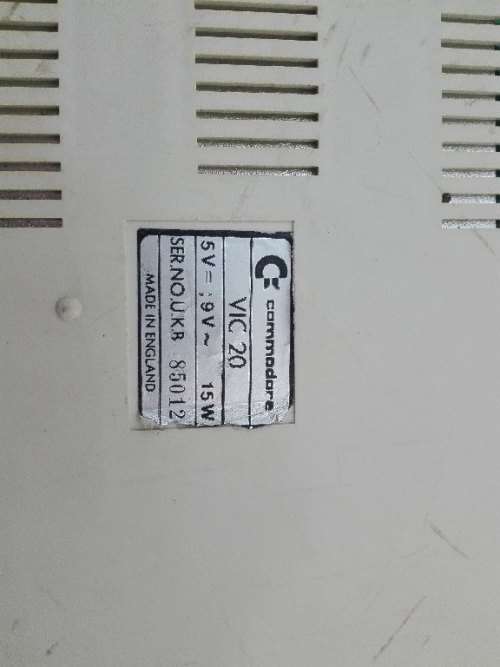 commodore
VIC 20
5V=;9V~ 15W
SER.NO.U.K.B 85012
MADE IN ENGLAND